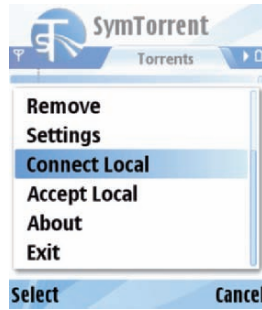 SymTorrent
Torrents
Remove
Settings
Connect Local
Accept Local
About
Exit
Select Cancel